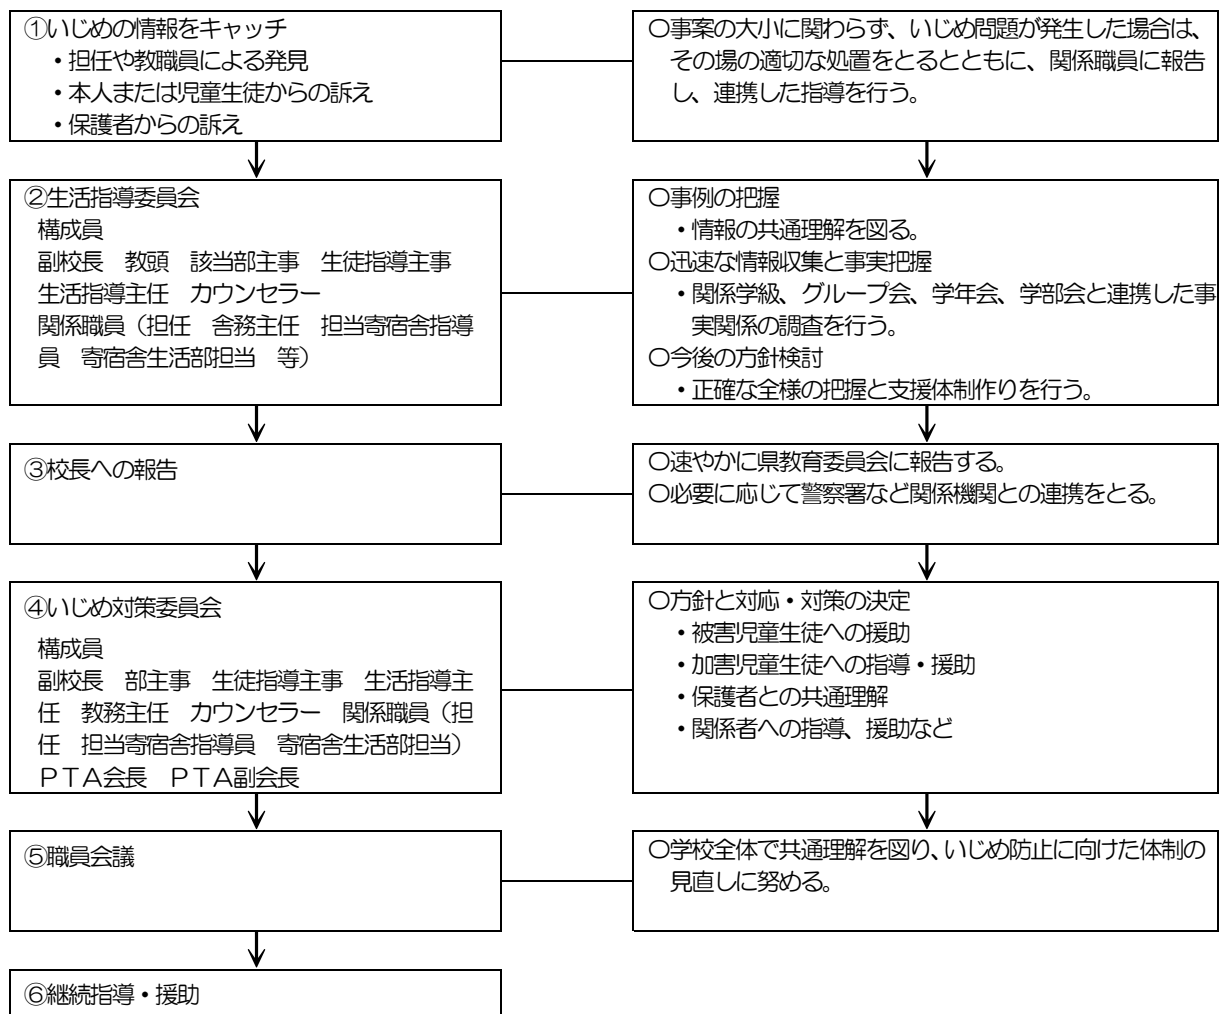 ①いじめの情報をキャッチ
・担任や教職員による発見
・本人または児童生徒からの訴え
・保護者からの訴え
〇事案の大小に関わらず、いじめ問題が発生した場合は、
その場の適切な処置をとるとともに、関係職員に報告
し、連携した指導を行う。
②生活指導委員会
構成員
副校長　教頭　該当部主事　生徒指導主事
生活指導主任　カウンセラー
関係職員（担任　舎務主任　担当寄宿舎指導
員　寄宿舎生活部担当　等）
〇事例の把握
・情報の共通理解を図る。
〇迅速な情報収集と事実把握
・関係学級、グループ会、学年会、学部会と連携した事
実関係の調査を行う。
〇今後の方針検討
・正確な全様の把握と支援体制作りを行う。
③校長への報告
〇速やかに県教育委員会に報告する。
〇必要に応じて警察署など関係機関との連携をとる。
④いじめ対策委員会
構成員
副校長　部主事　生徒指導主事　生活指導主
任　教務主任　カウンセラー　関係職員（担
任　担当寄宿舎指導員　寄宿舎生活部担当）
ＰＴＡ会長　ＰＴＡ副会長
〇方針と対応・対策の決定
・被害児童生徒への援助
・加害児童生徒への指導・援助
・保護者との共通理解
・関係者への指導、援助など
⑤職員会議
〇学校全体で共通理解を図り、いじめ防止に向けた体制の
見直しに努める。
⑥継続指導・援助